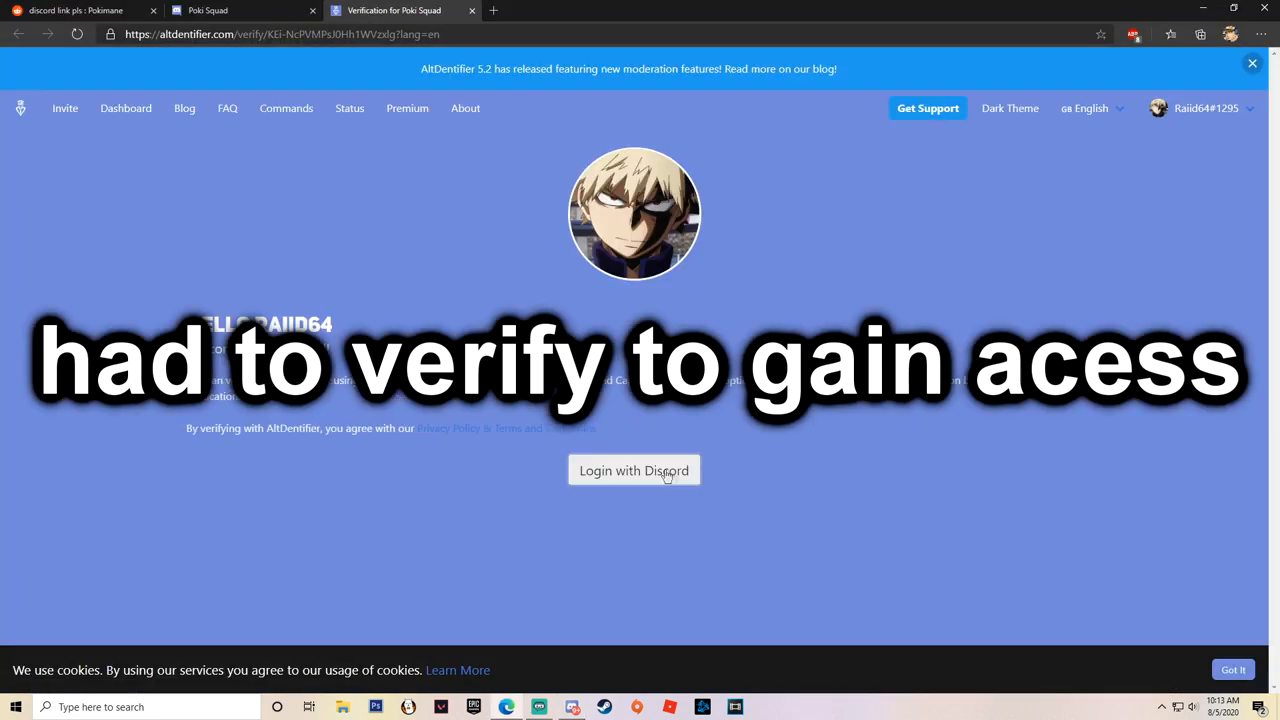 discord link pls : Pokimane
Poki Squad
Verification for Poki Squad
https://altdentifier.com/verify/KEi-NcPVMPsJ0Hh1WVzxlg?lang=en
AltDentifier 5.2 has released featuring new moderation features! Read more on our blog!
Invite Dashboard Blog FAQ Commands Status Premium About Get Support Dark Theme GB English Raiid64#1295
RAIID64
had to verify to gain acess
By verifying with AltDentifier, you agree with our Privacy Policy & Terms and
Login with Discord
We use cookies. By using our services you agree to our usage of cookies. Learn More
Got It
Type here to search
10:13 AM
8/5/2020